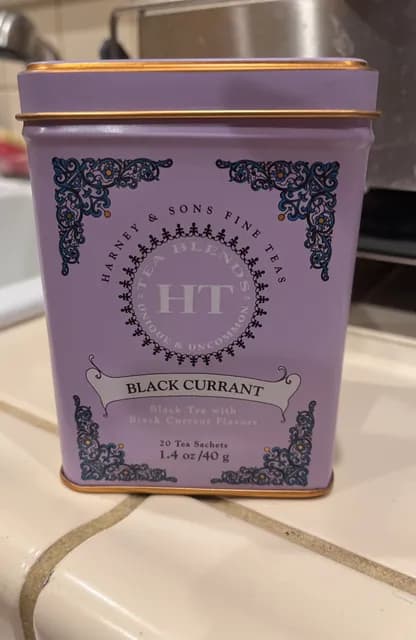 HARNEY & SONS FINE TEAS
TEA BLENDS
HT
UNIQUE & UNCOMMON
BLACK CURRANT
Black Tea with
Black Currant Flavors
20 Tea Sachets
1.4 oz/40 g